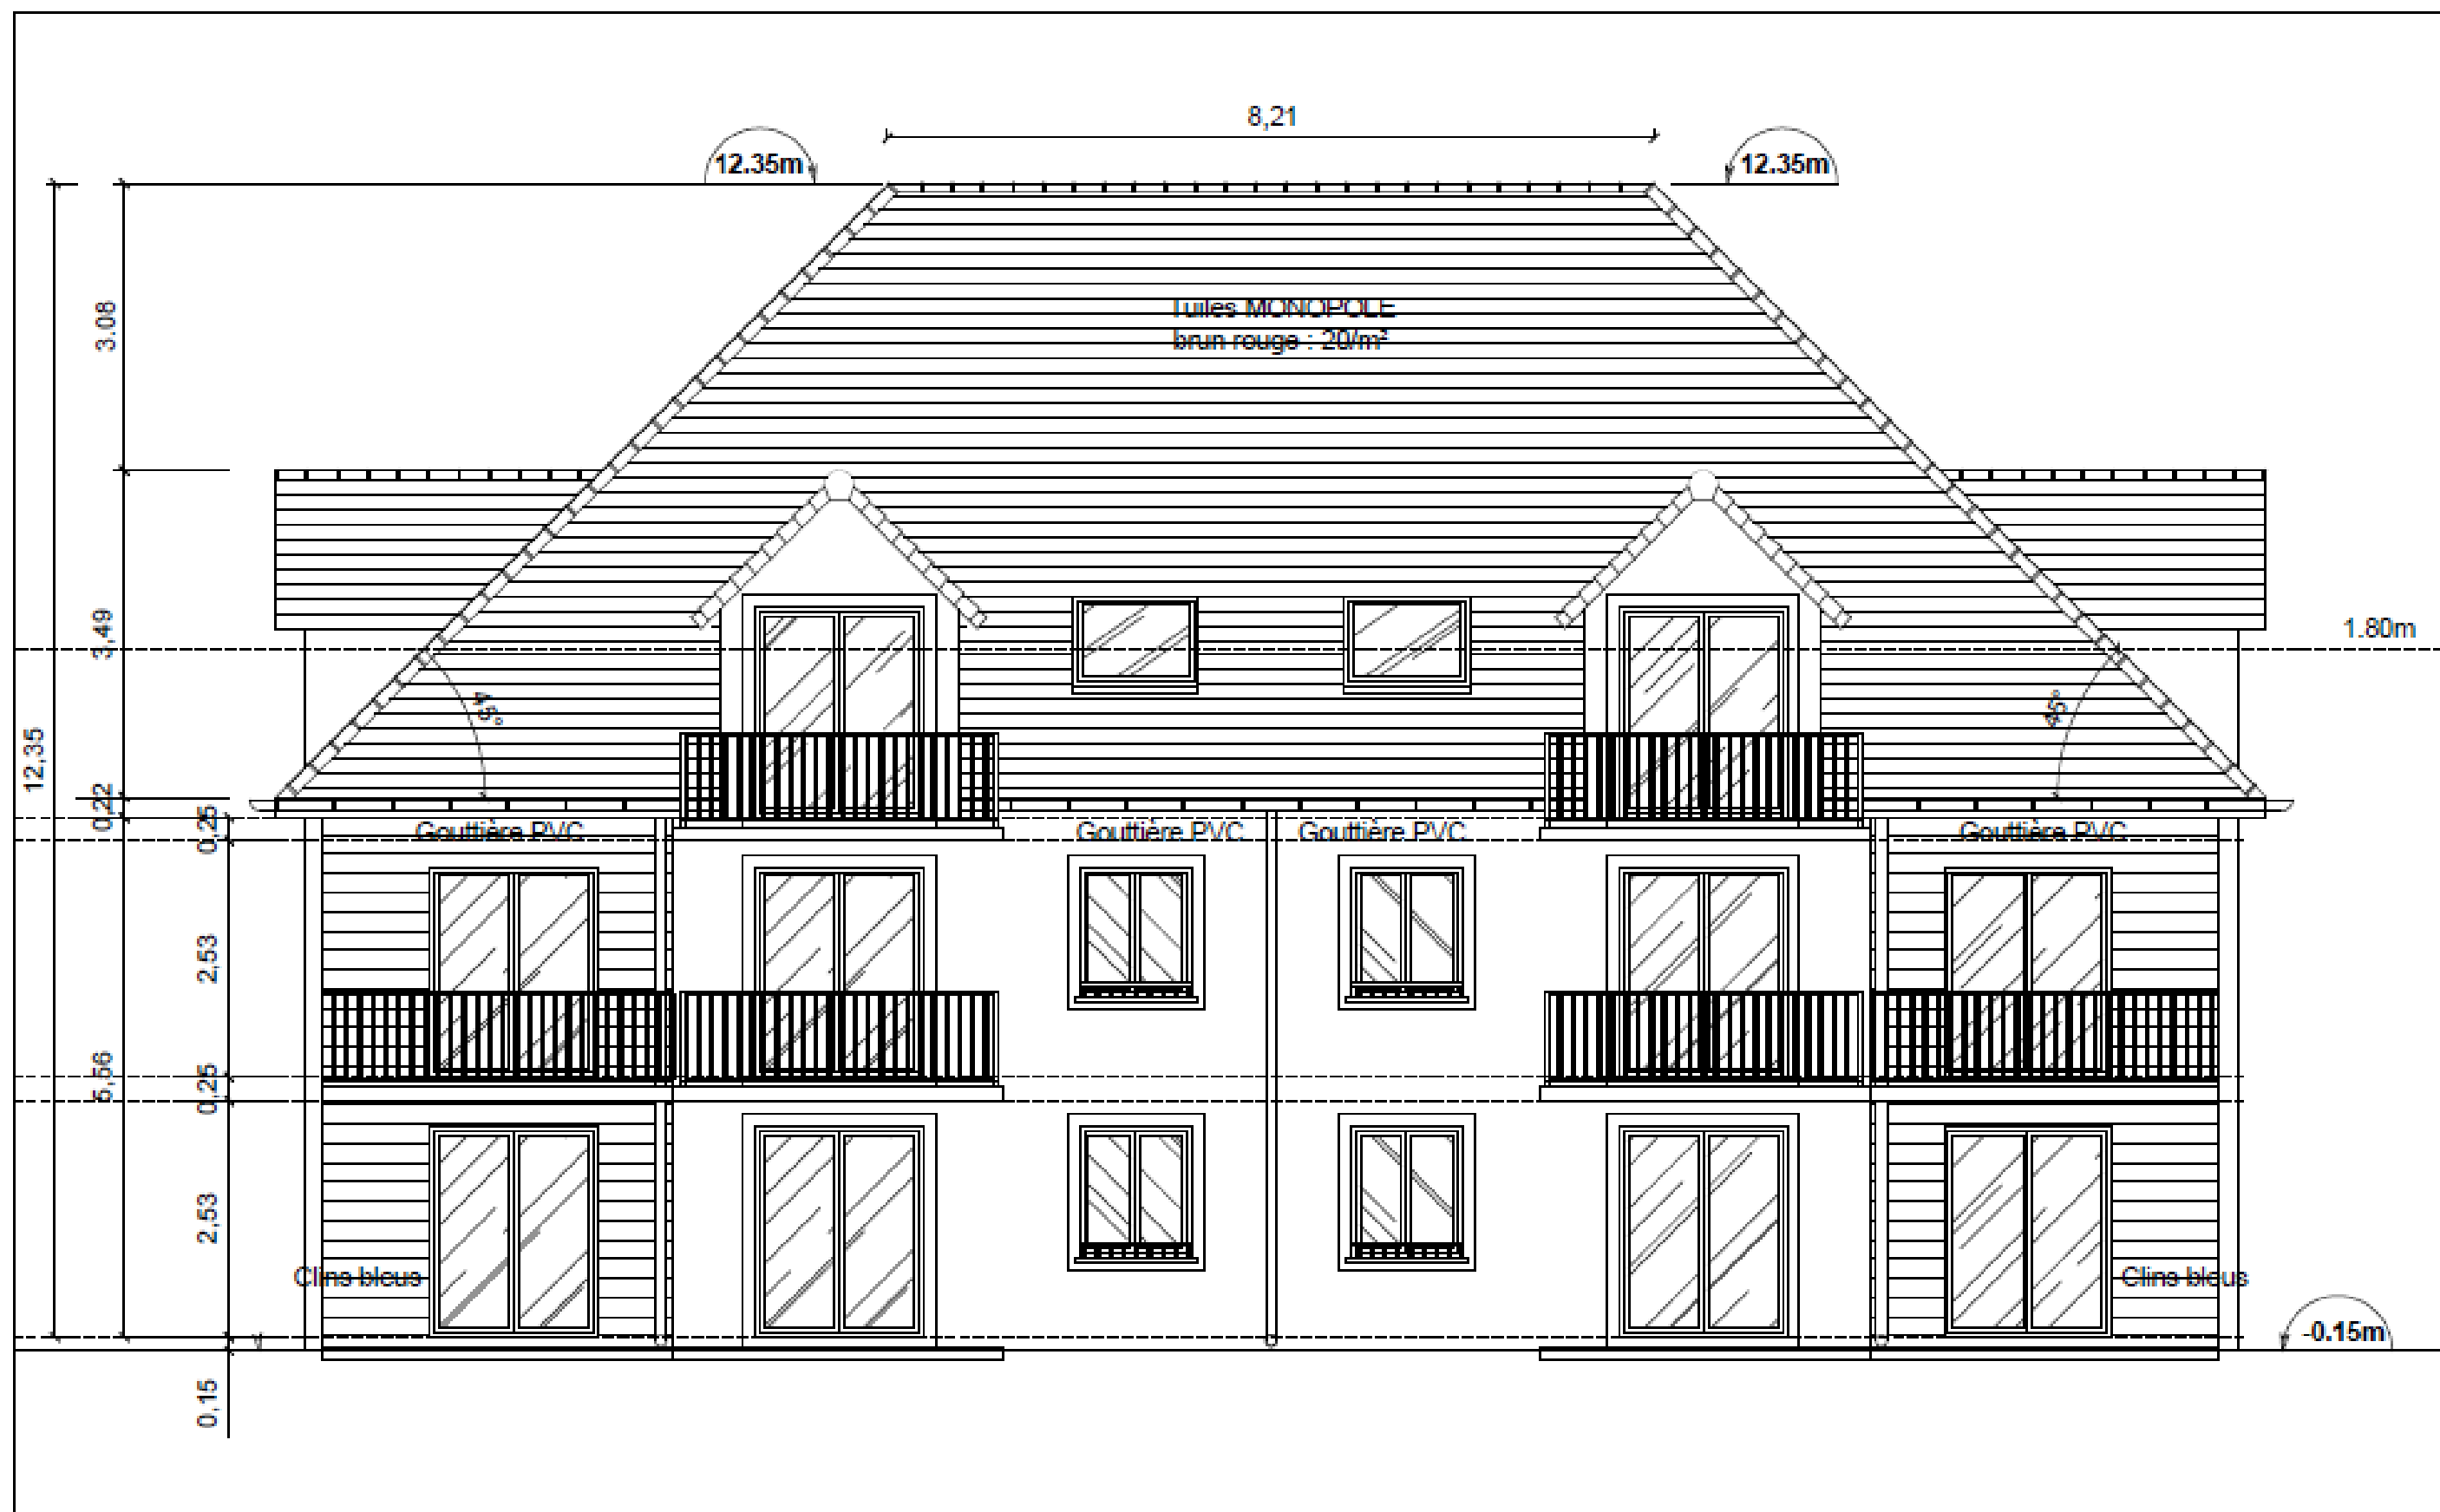 8,21
12.35m
12.35m
3.08
Tuiles MONOPOLE
brun rouge : 20/m²
3,49
1.80m
45°
45°
12,35
0,22
0,25
Gouttière PVC
Gouttière PVC
Gouttière PVC
Gouttière PVC
2,53
5,56
0,25
2,53
Clins bleus
Clins bleus
-0.15m
0,15